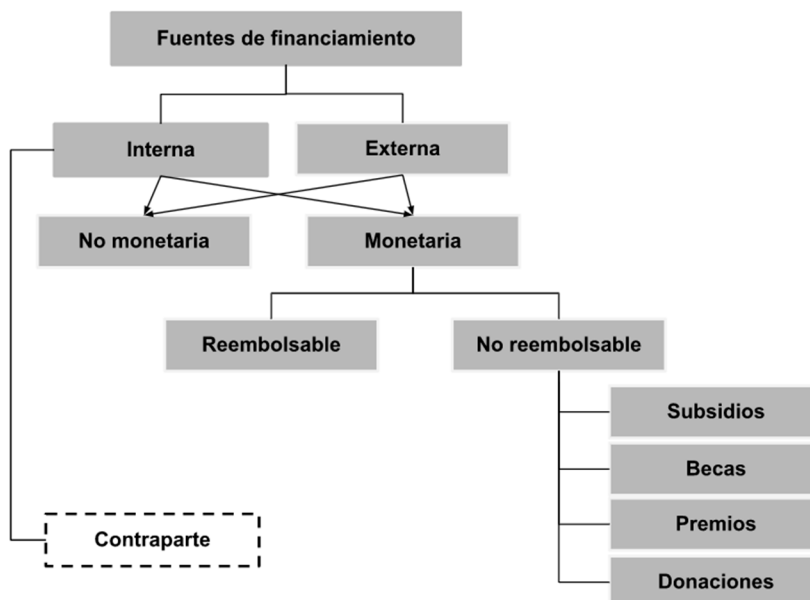 Fuentes de financiamiento
Interna
Externa
No monetaria
Monetaria
Reembolsable
No reembolsable
Subsidios
Becas
Premios
Contraparte
Donaciones